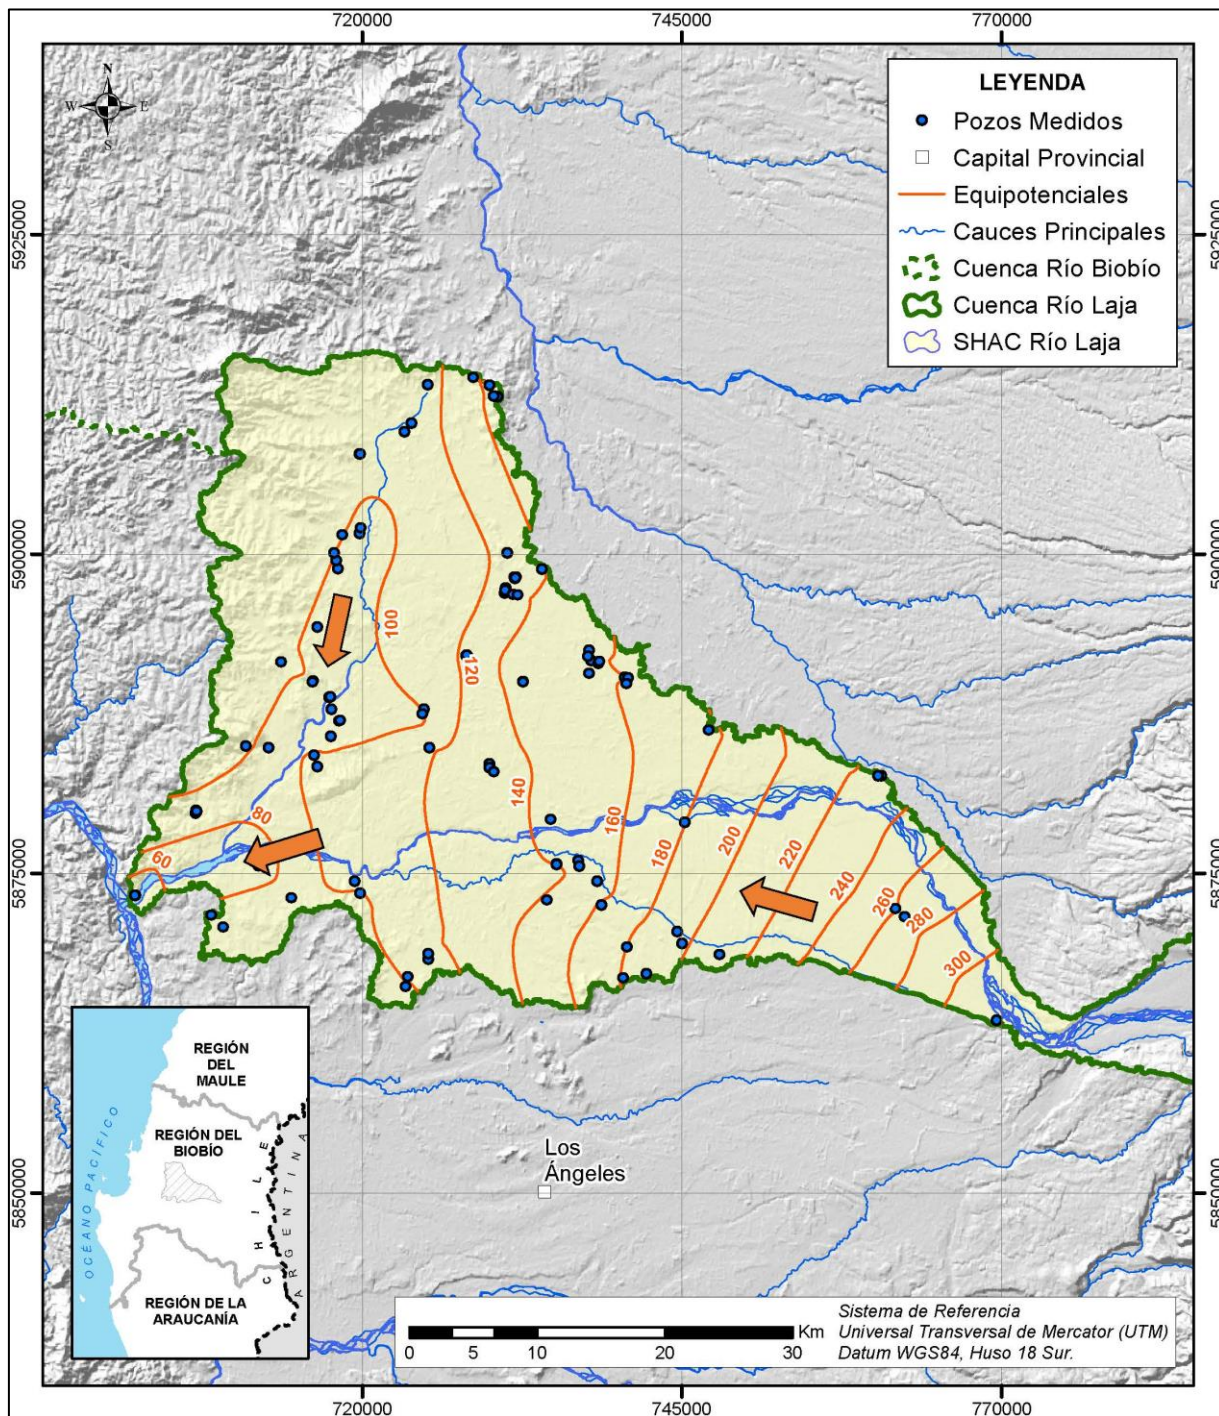 720000
745000
770000
N
W
E
S
LEYENDA
Pozos Medidos
Capital Provincial
Equipotenciales
Cauces Principales
Cuenca Río Biobío
Cuenca Río Laja
SHAC Río Laja
5925000
5925000
5900000
5900000
100
120
140
160
180
200
220
240
260
280
300
80
60
5875000
5875000
REGIÓN
DEL
MAULE
REGIÓN DEL
BIOBÍO
REGIÓN DE LA
ARAUCANÍA
OCÉANO PACÍFICO
CHILE
ARGENTINA
Los
Ángeles
5850000
5850000
0 5 10 20 30
Km
Sistema de Referencia
Universal Transversal de Mercator (UTM)
Datum WGS84, Huso 18 Sur.
720000
745000
770000